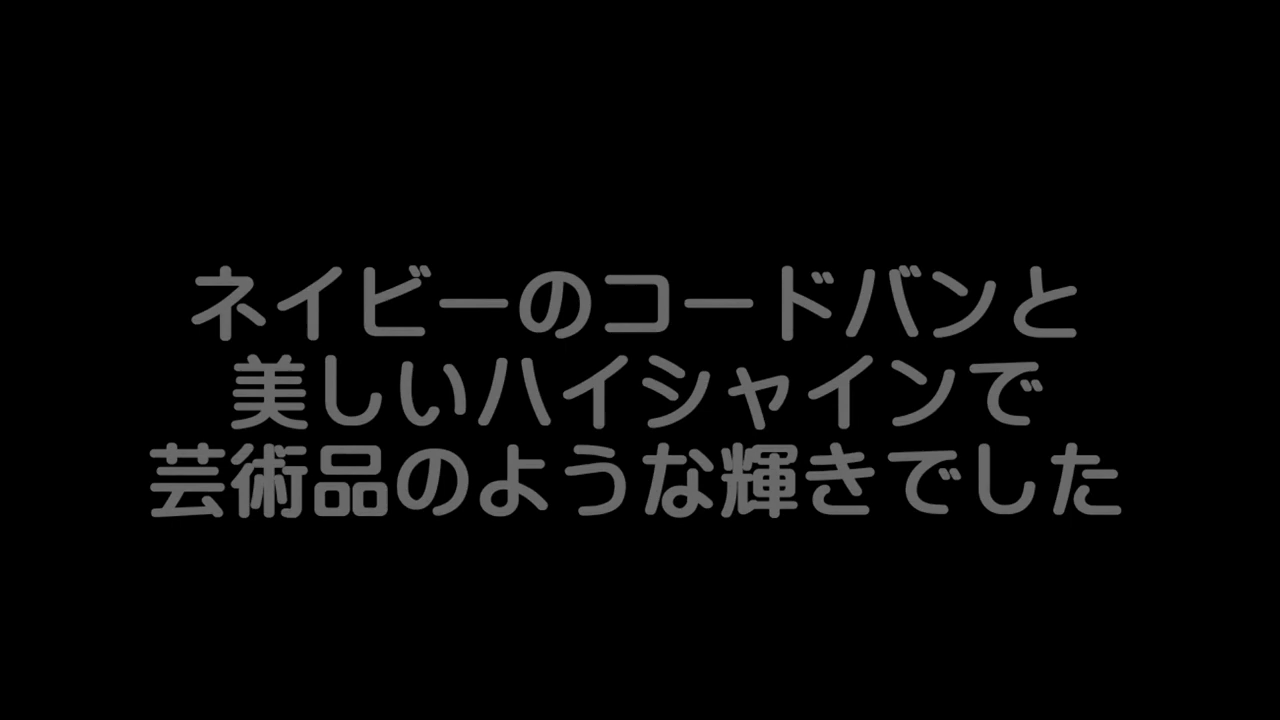 ネイビーのコードバンと
美しいハイシャインで
芸術品のような輝きでした